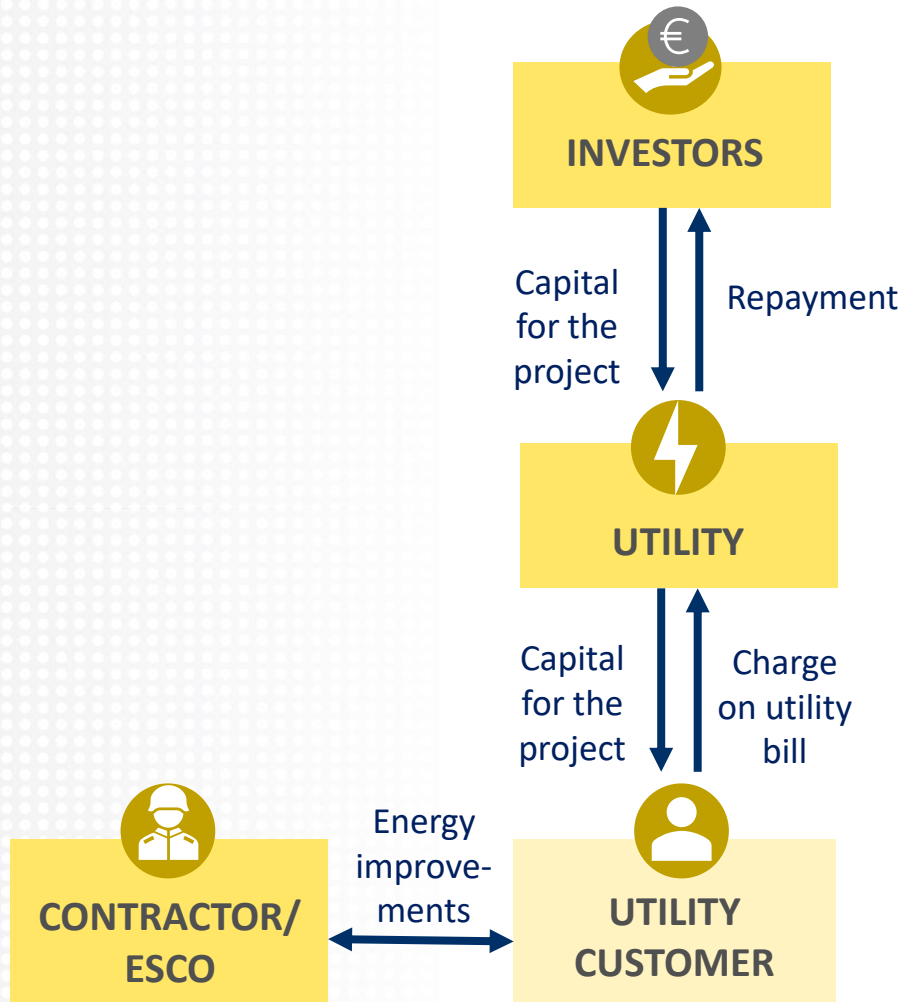 €
INVESTORS
Capital
for the
project
Repayment
UTILITY
Capital
for the
project
Charge
on utility
bill
Energy
improve-
ments
CONTRACTOR/
ESCO
UTILITY
CUSTOMER